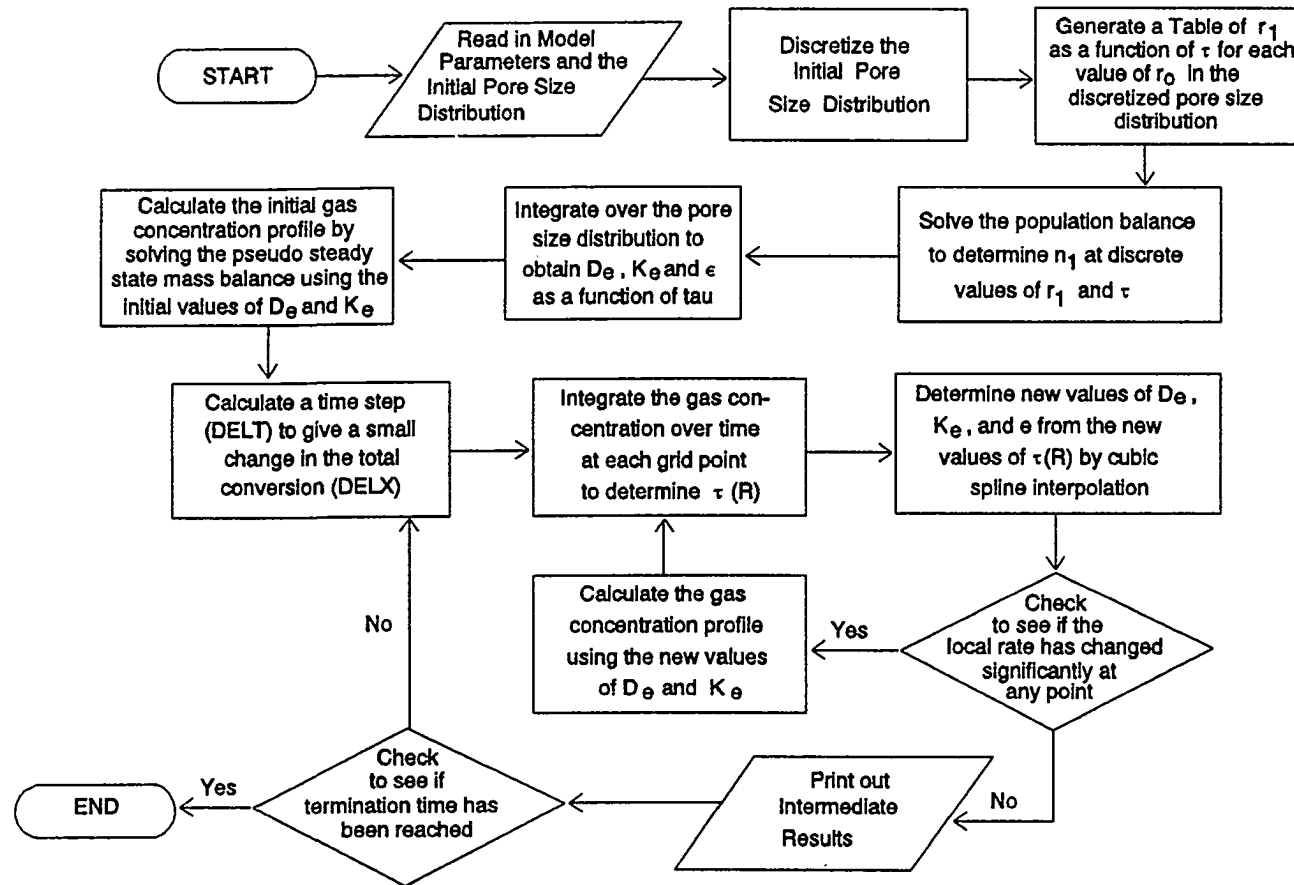 START
Read in Model
Parameters and the
Initial Pore Size
Distribution
Discretize the
Initial Pore
Size Distribution
Generate a Table of r1
as a function of τ for each
value of ro in the
discretized pore size
distribution
Solve the population balance
to determine n1 at discrete
values of r1 and τ
Integrate over the pore
size distribution to
obtain De, Ke and ϵ
as a function of tau
Calculate the initial gas
concentration profile by
solving the pseudo steady
state mass balance using the
initial values of De and Ke
Calculate a time step
(DELT) to give a small
change in the total
conversion (DELX)
Integrate the gas con-
centration over time
at each grid point
to determine τ (R)
Determine new values of De,
Ke, and e from the new
values of τ(R) by cubic
spline interpolation
Check
to see if the
local rate has changed
significantly at
any point
Yes
Calculate the gas
concentration profile
using the new values
of De and Ke
No
Print out
Intermediate
Results
Check
to see if
termination time has
been reached
No
Yes
END